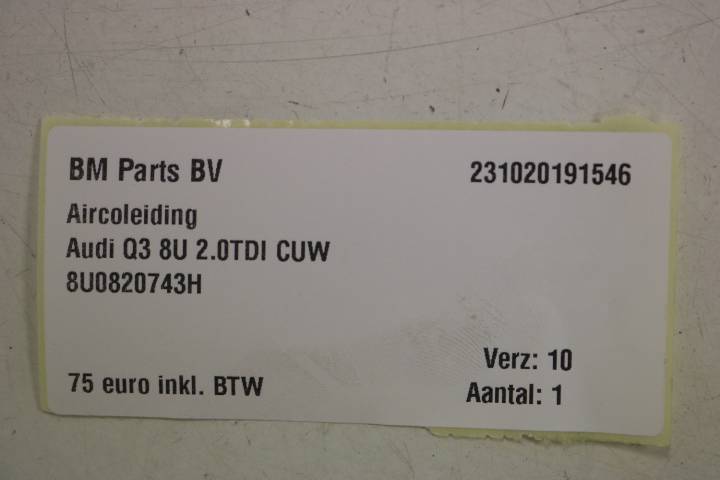 BM Parts BV 231020191546
Aircoleiding
Audi Q3 8U 2.0TDI CUW
8U0820743H
Verz: 10
75 euro inkl. BTW Aantal: 1